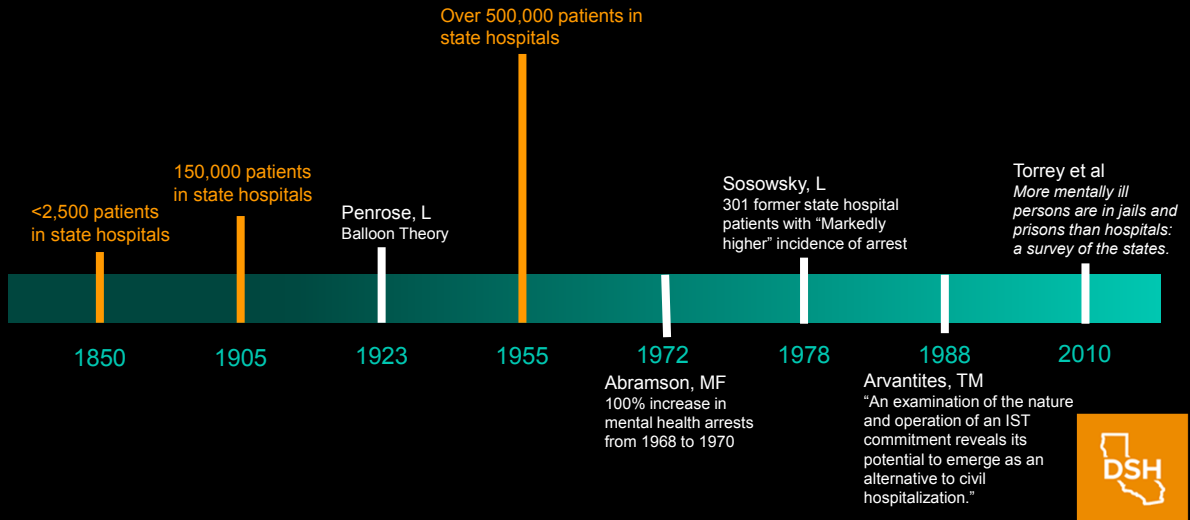 Over 500,000 patients in
state hospitals
150,000 patients
in state hospitals
<2,500 patients
in state hospitals
Penrose, L
Balloon Theory
Sosowsky, L
301 former state hospital
patients with “Markedly
higher” incidence of arrest
Torrey et al
More mentally ill
persons are in jails and
prisons than hospitals:
a survey of the states.
1850
1905
1923
1955
1972
1978
1988
2010
Abramson, MF
100% increase in
mental health arrests
from 1968 to 1970
Arvantites, TM
“An examination of the nature
and operation of an IST
commitment reveals its
potential to emerge as an
alternative to civil
hospitalization.”
DSH